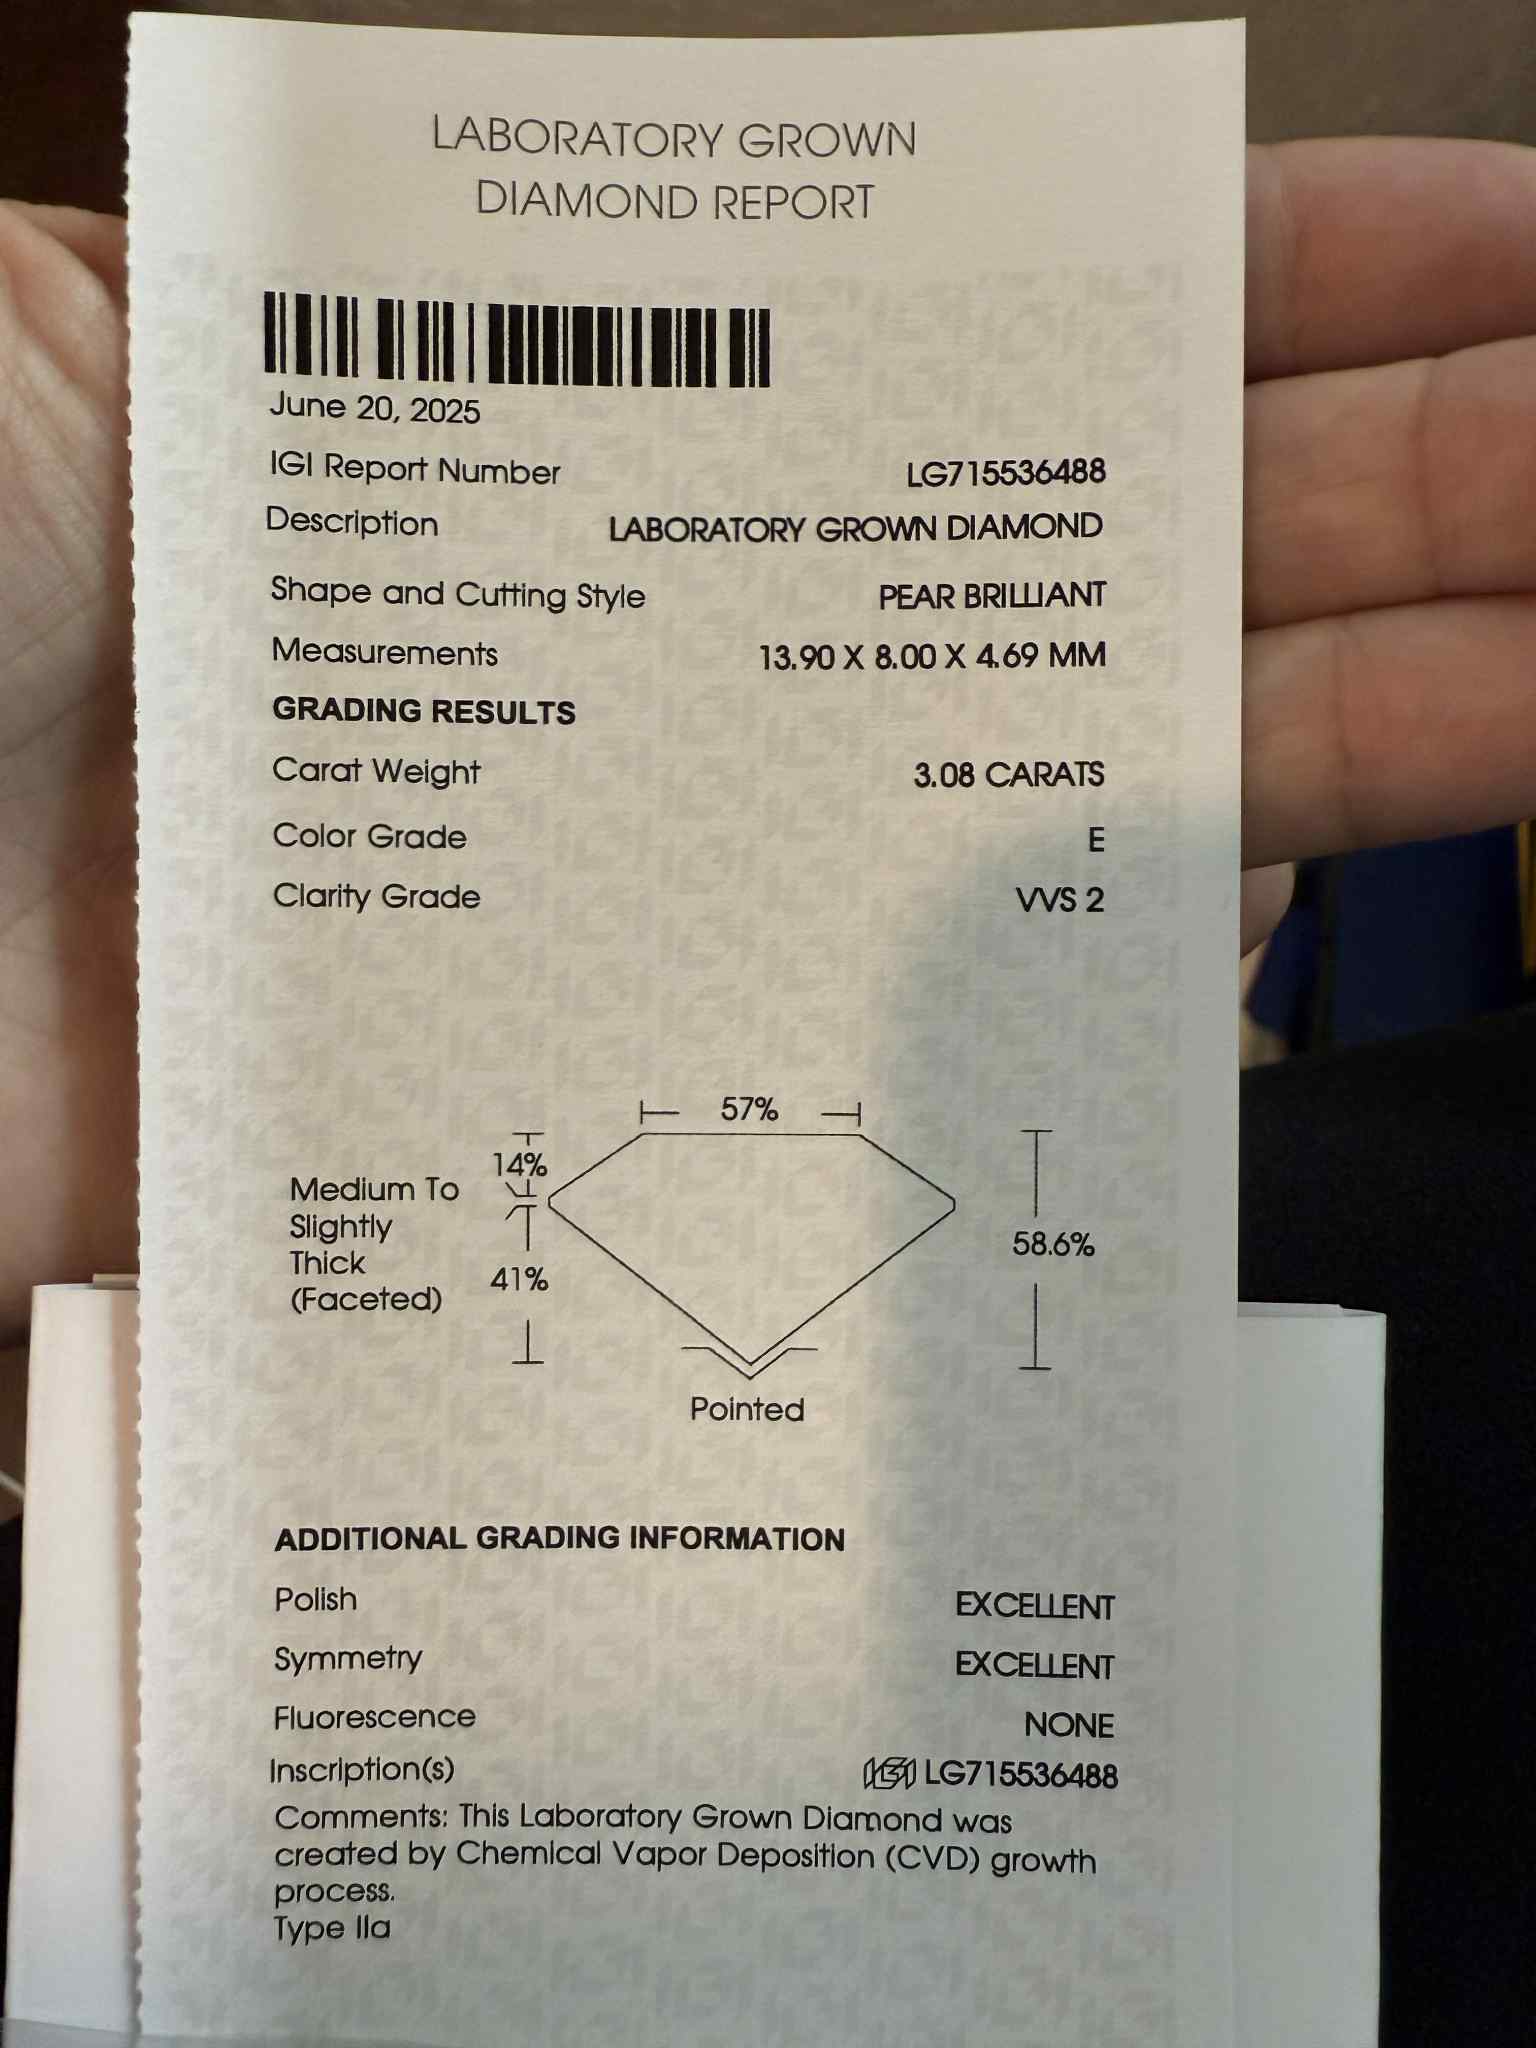 LABORATORY GROWN
DIAMOND REPORT
June 20, 2025
IGI Report Number LG715536488
Description LABORATORY GROWN DIAMOND
Shape and Cutting Style PEAR BRILLIANT
Measurements 13.90 X 8.00 X 4.69 MM
GRADING RESULTS
Carat Weight 3.08 CARATS
Color Grade E
Clarity Grade VVS 2
57%
14%
Medium To
Slightly
Thick
(Faceted)
41%
58.6%
Pointed
ADDITIONAL GRADING INFORMATION
Polish EXCELLENT
Symmetry EXCELLENT
Fluorescence NONE
Inscription(s) IGI LG715536488
Comments: This Laboratory Grown Diamond was
created by Chemical Vapor Deposition (CVD) growth
process.
Type IIa